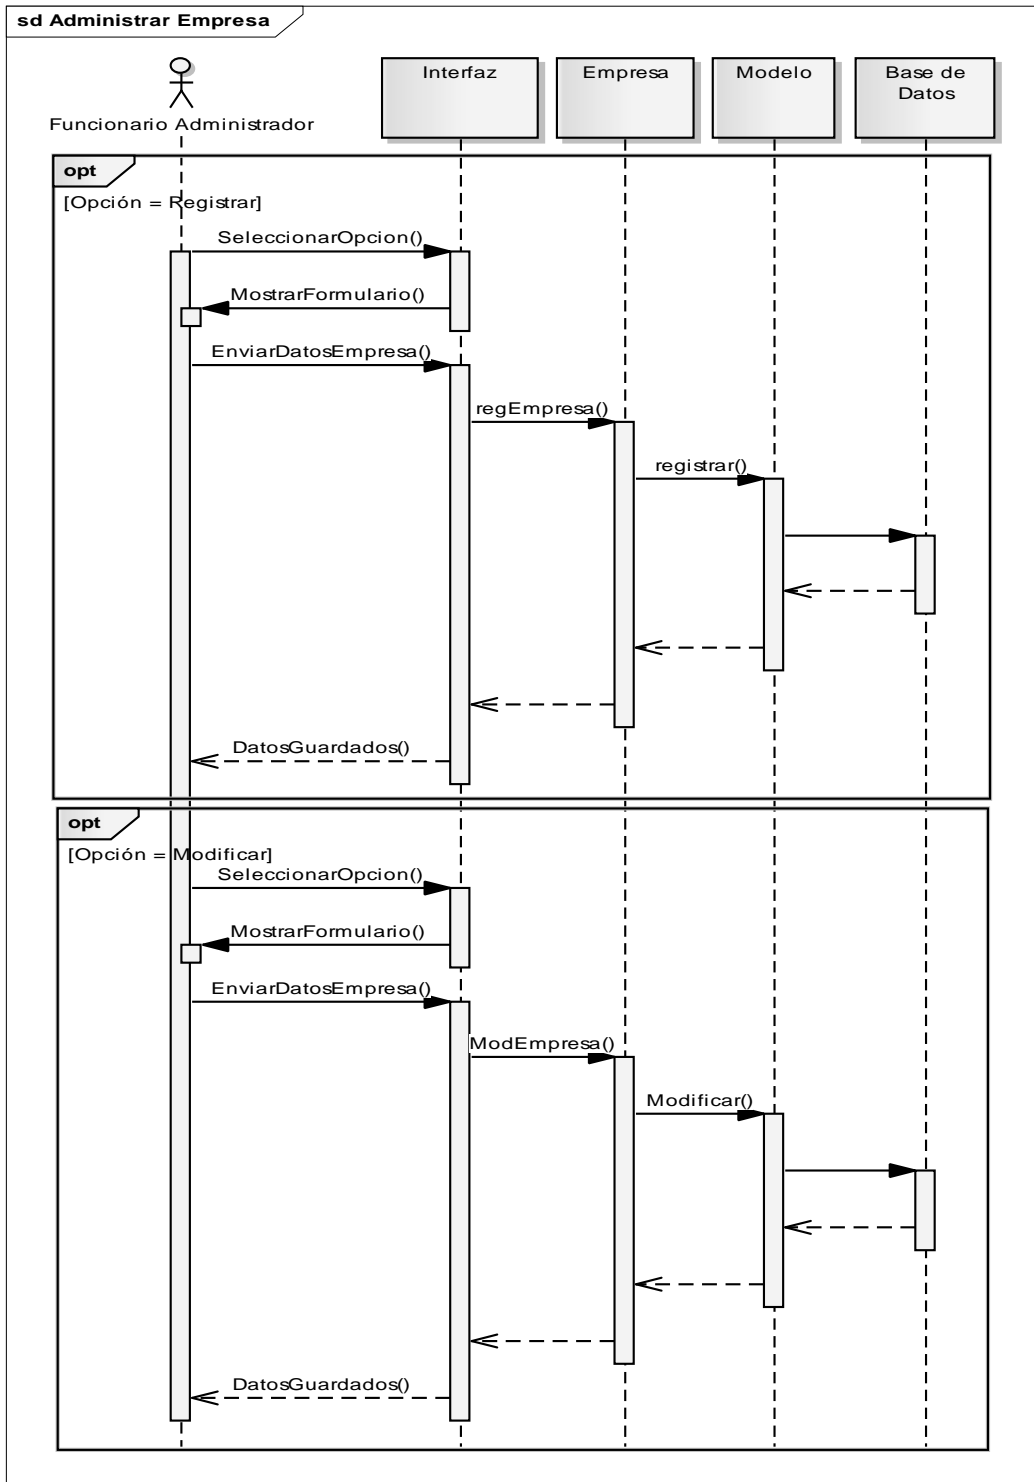 sd Administrar Empresa
Funcionario Administrador
Interfaz
Empresa
Modelo
Base de
Datos
opt
[Opción = Registrar]
SeleccionarOpcion()
MostrarFormulario()
EnviarDatosEmpresa()
regEmpresa()
registrar()
DatosGuardados()
opt
[Opción = Modificar]
SeleccionarOpcion()
MostrarFormulario()
EnviarDatosEmpresa()
ModEmpresa()
Modificar()
DatosGuardados()